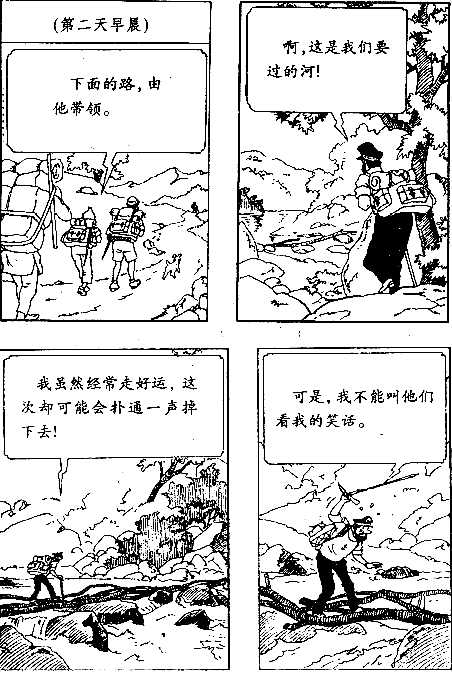 (第二天早晨)
下面的路，由
他带领。
啊,这是我们要
过的河!
我虽然经常走好运，这
次却可能会扑通一声掉
下去!
可是，我不能叫他们
看我的笑话。